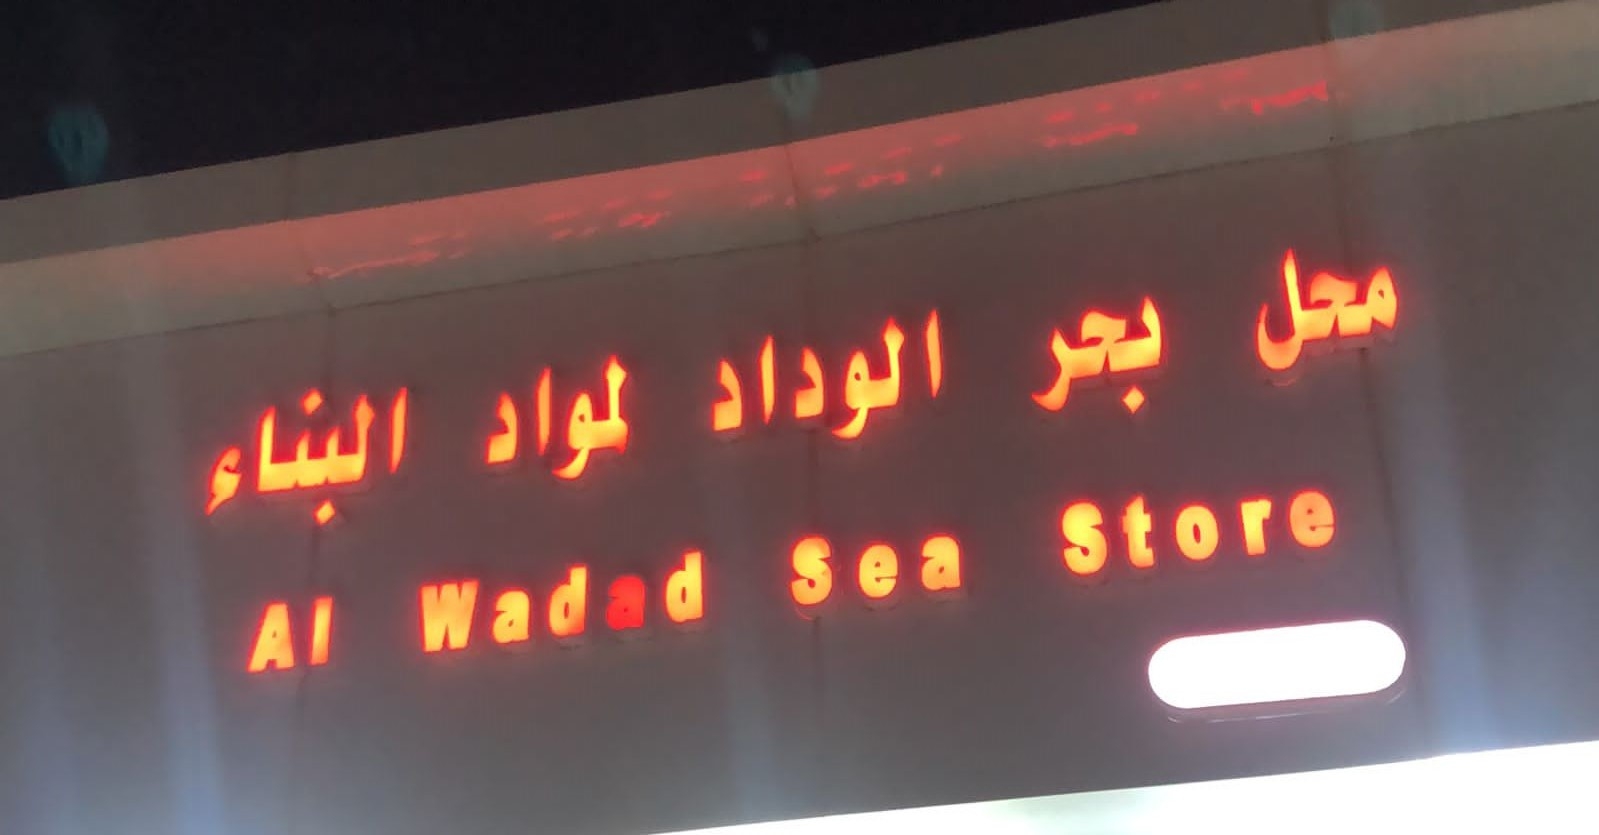 محل بحر الوداد لمواد البناء
Al Wadad Sea Store